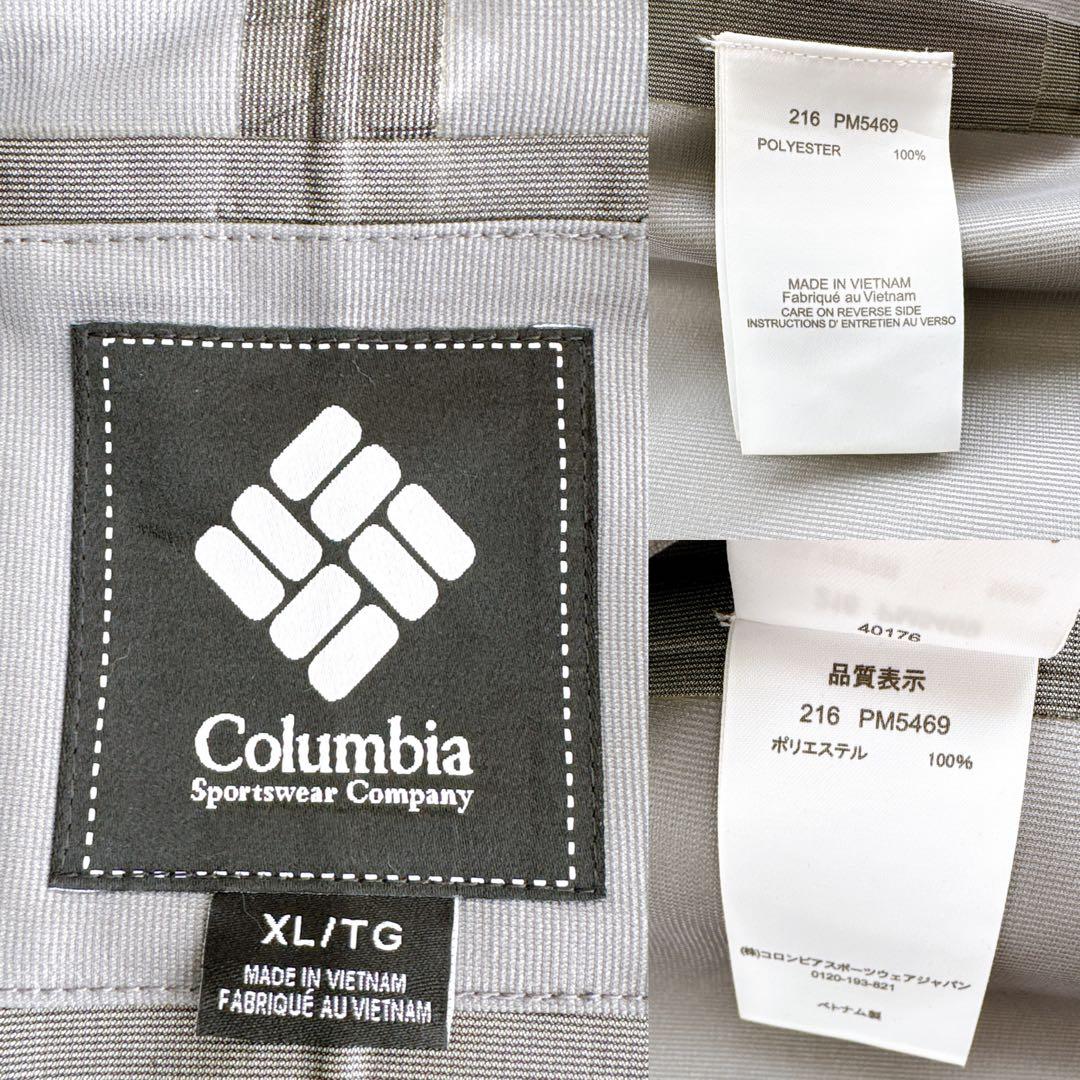 Columbia
Sportswear Company
XL/TG
MADE IN VIETNAM
FABRIQUÉ AU VIETNAM
216 PM5469
POLYESTER 100%
MADE IN VIETNAM
Fabriqué au Vietnam
CARE ON REVERSE SIDE
INSTRUCTIONS D' ENTRETIEN AU VERSO
40176
品質表示
216 PM5469
ポリエステル 100%
(株)コロンビアスポーツウェアジャパン
0120-193-821
ベトナム製